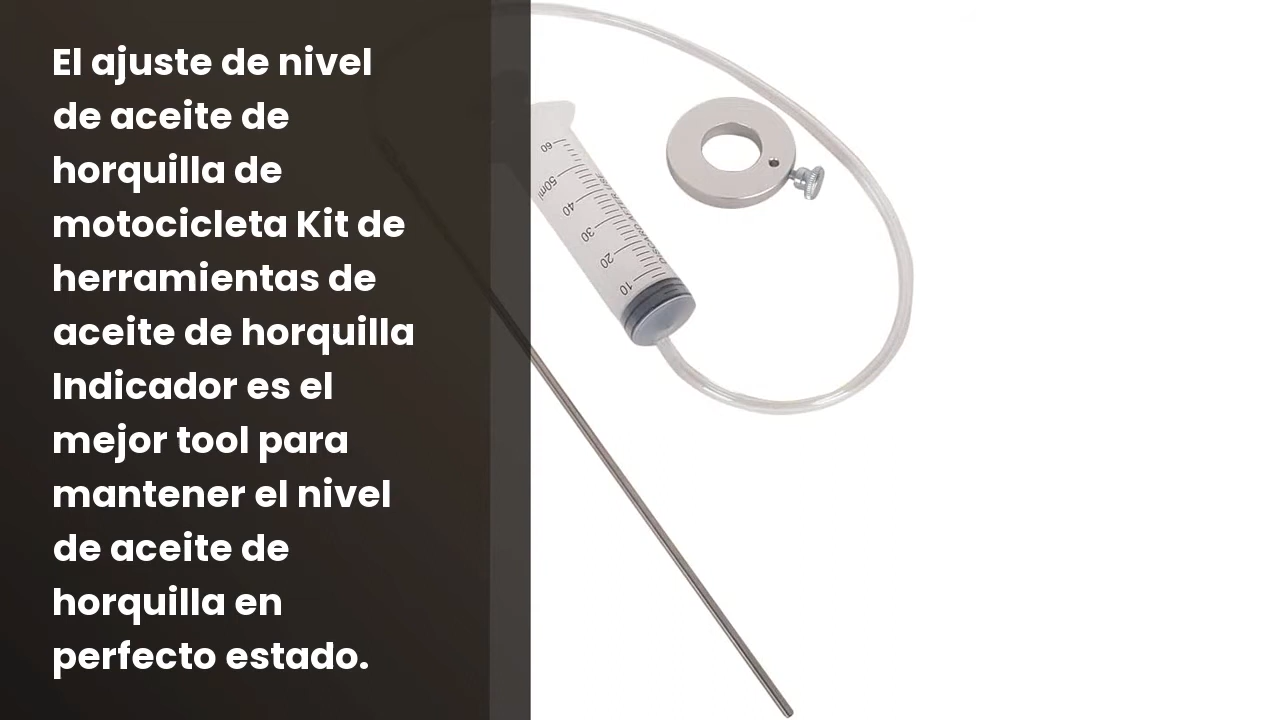 El ajuste de nivel
de aceite de
horquilla de
motocicleta Kit de
herramientas de
aceite de horquilla
Indicador es el
mejor tool para
mantener el nivel
de aceite de
horquilla en
perfecto estado.
60
50ml
40
30
20
10